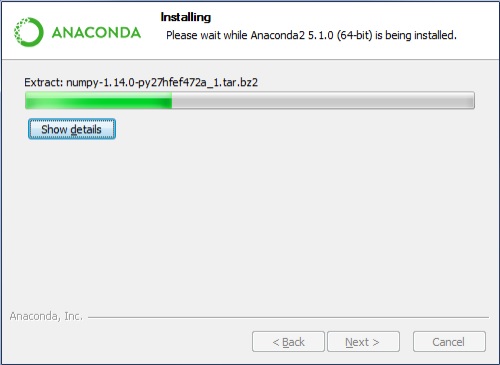 ANACONDA
Installing
Please wait while Anaconda2 5.1.0 (64-bit) is being installed.
Extract: numpy-1.14.0-py27hfef472a_1.tar.bz2
Show details
Anaconda, Inc.
< Back
Next >
Cancel